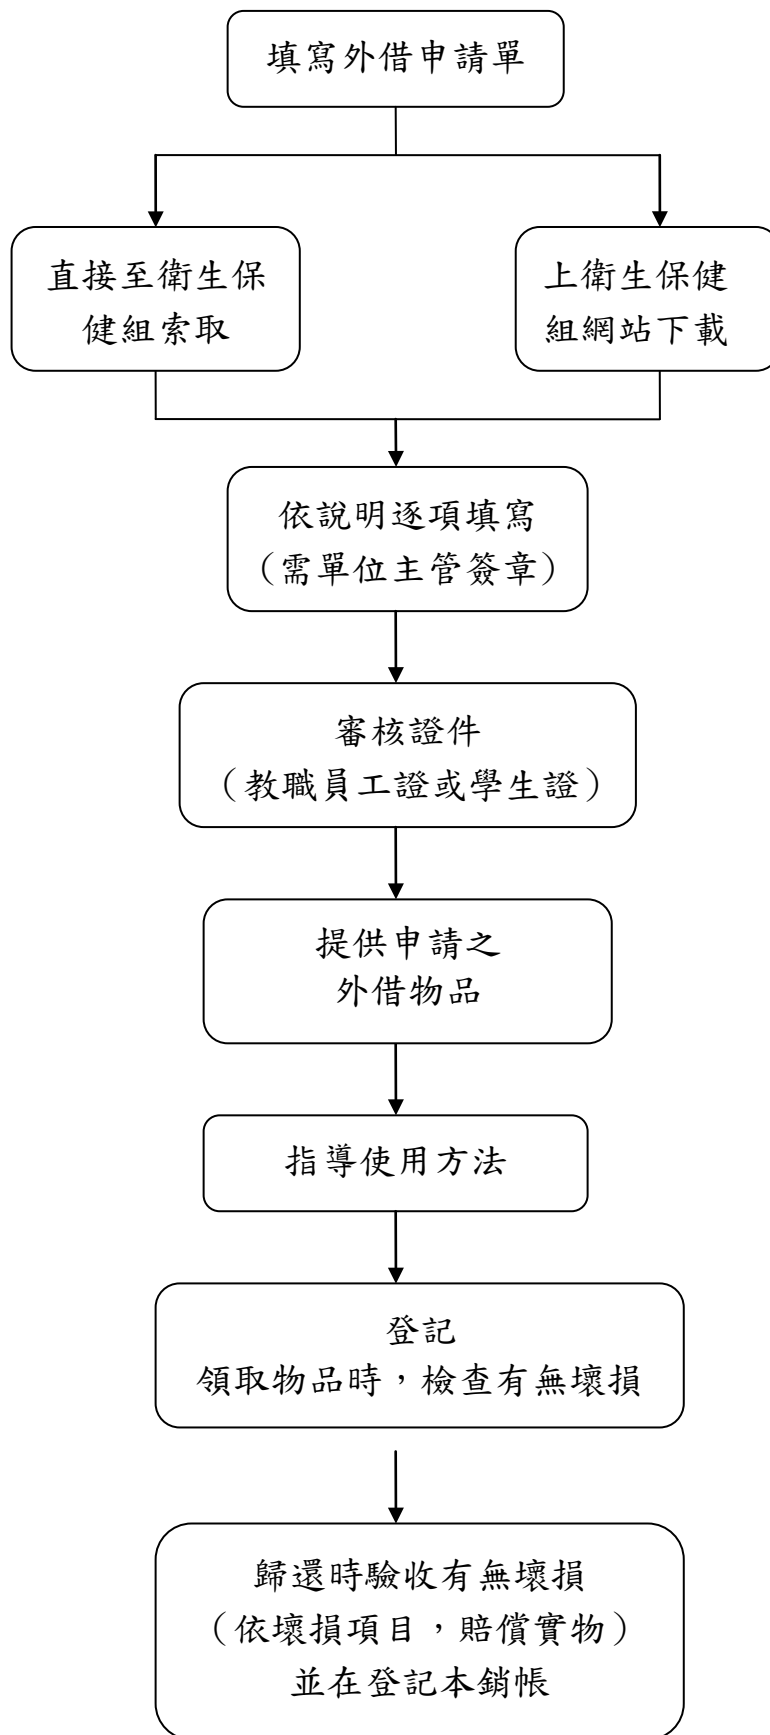 填寫外借申請單
直接至衛生保
健組索取
上衛生保健
組網站下載
依說明逐項填寫
（需單位主管簽章）
審核證件
（教職員工證或學生證）
提供申請之
外借物品
指導使用方法
登記
領取物品時，檢查有無壞損
歸還時驗收有無壞損
（依壞損項目，賠償實物）
並在登記本銷帳